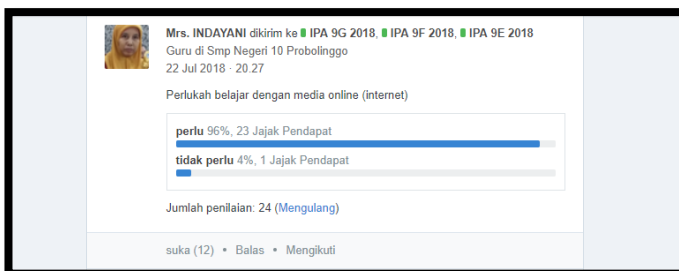 Mrs. INDAYANI dikirim ke IPA 9G 2018, IPA 9F 2018, IPA 9E 2018
Guru di Smp Negeri 10 Probolinggo
22 Jul 2018 · 20.27
Perlukah belajar dengan media online (internet)
perlu 96%, 23 Jajak Pendapat
tidak perlu 4%, 1 Jajak Pendapat
Jumlah penilaian: 24 (Mengulang)
suka (12) • Balas • Mengikuti